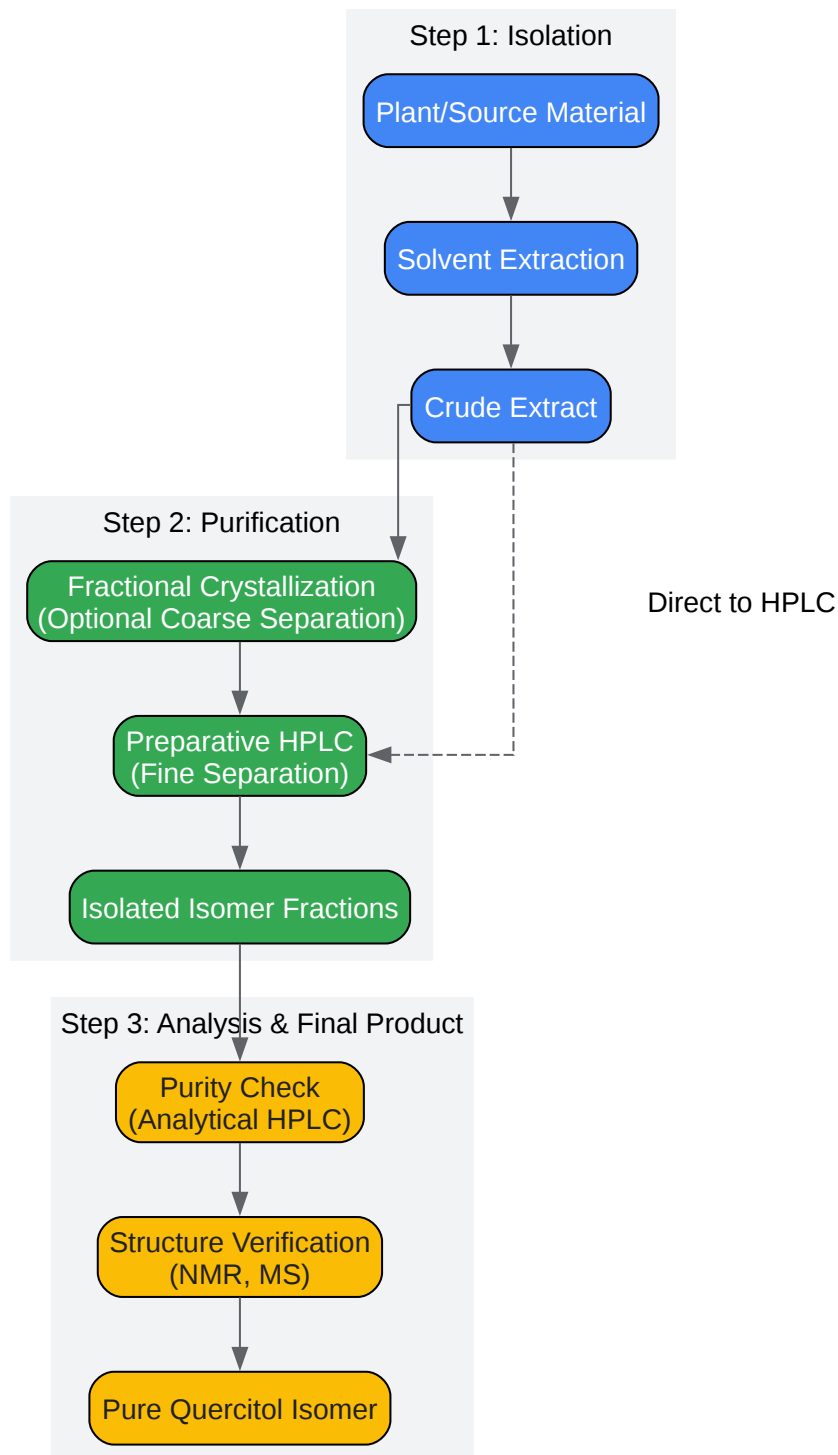 Step 1: Isolation
Plant/Source Material
Solvent Extraction
Crude Extract
Step 2: Purification
Fractional Crystallization
(Optional Coarse Separation)
Direct to HPLC
Preparative HPLC
(Fine Separation)
Isolated Isomer Fractions
Step 3: Analysis & Final Product
Purity Check
(Analytical HPLC)
Structure Verification
(NMR, MS)
Pure Quercitol Isomer